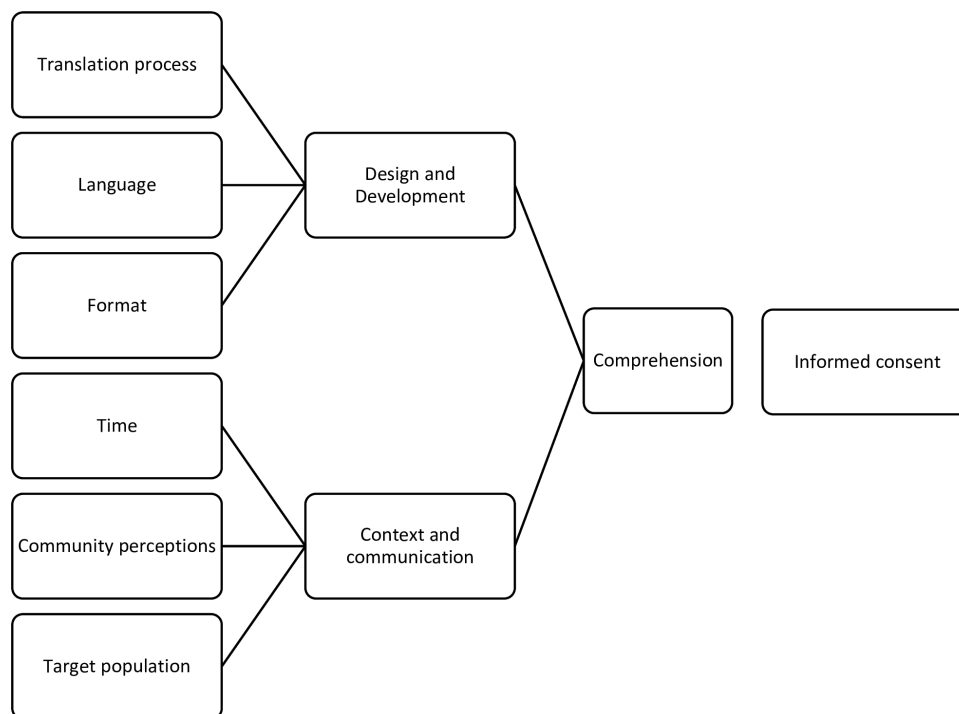 Translation process
Language
Format
Time
Community perceptions
Target population
Design and
Development
Context and
communication
Comprehension
Informed consent